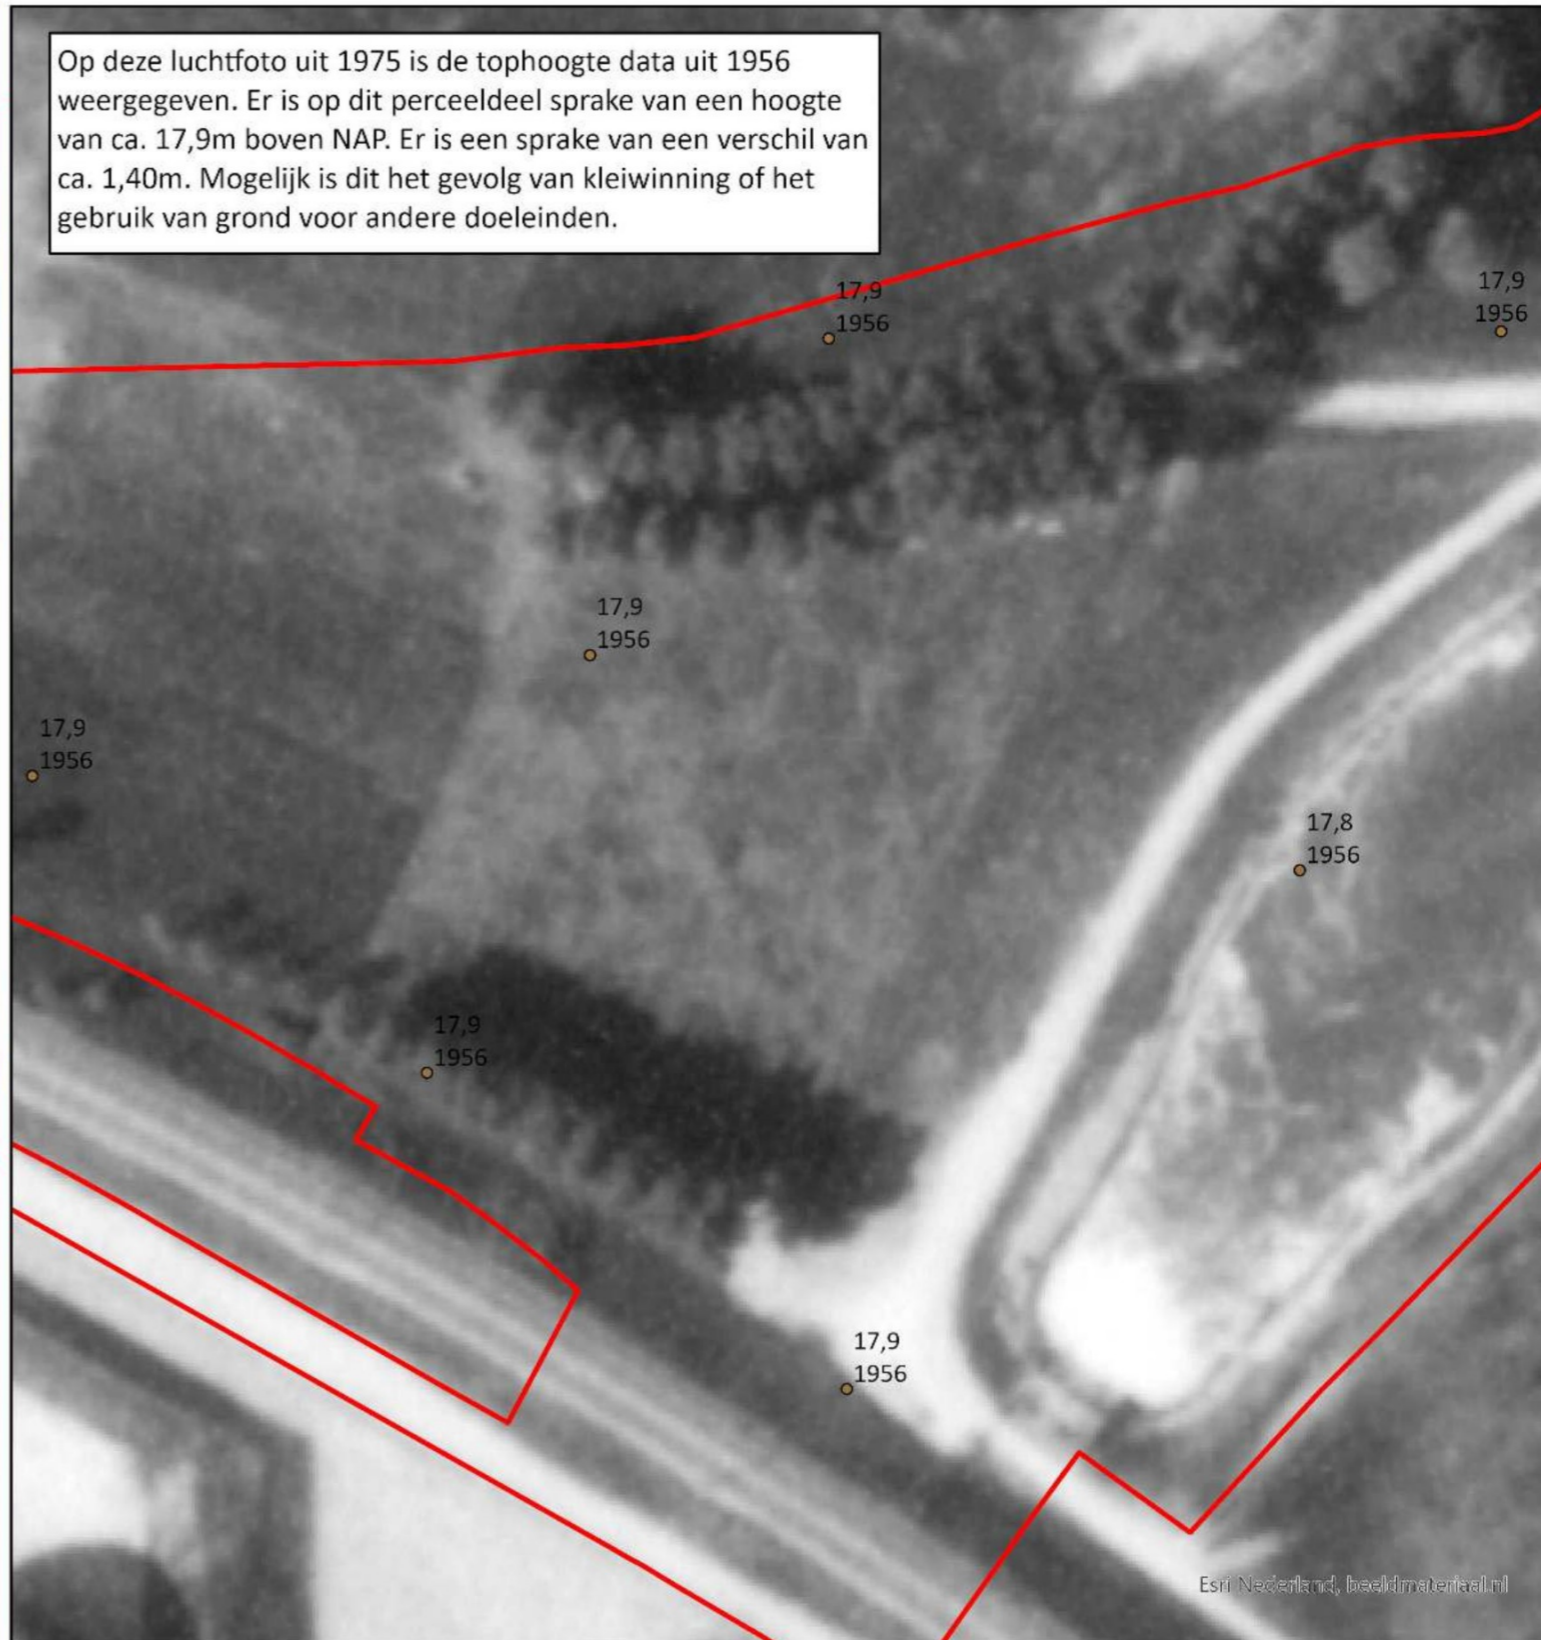 Op deze luchtfoto uit 1975 is de tophoogte data uit 1956
weergegeven. Er is op dit perceeldeel sprake van een hoogte
van ca. 17,9m boven NAP. Er is een sprake van een verschil van
ca. 1,40m. Mogelijk is dit het gevolg van kleiwinning of het
gebruik van grond voor andere doeleinden.
17,9
1956
17,9
1956
17,9
1956
17,9
1956
17,8
1956
17,9
1956
17,9
1956
Esri Nederland, beeldmateriaal.nl